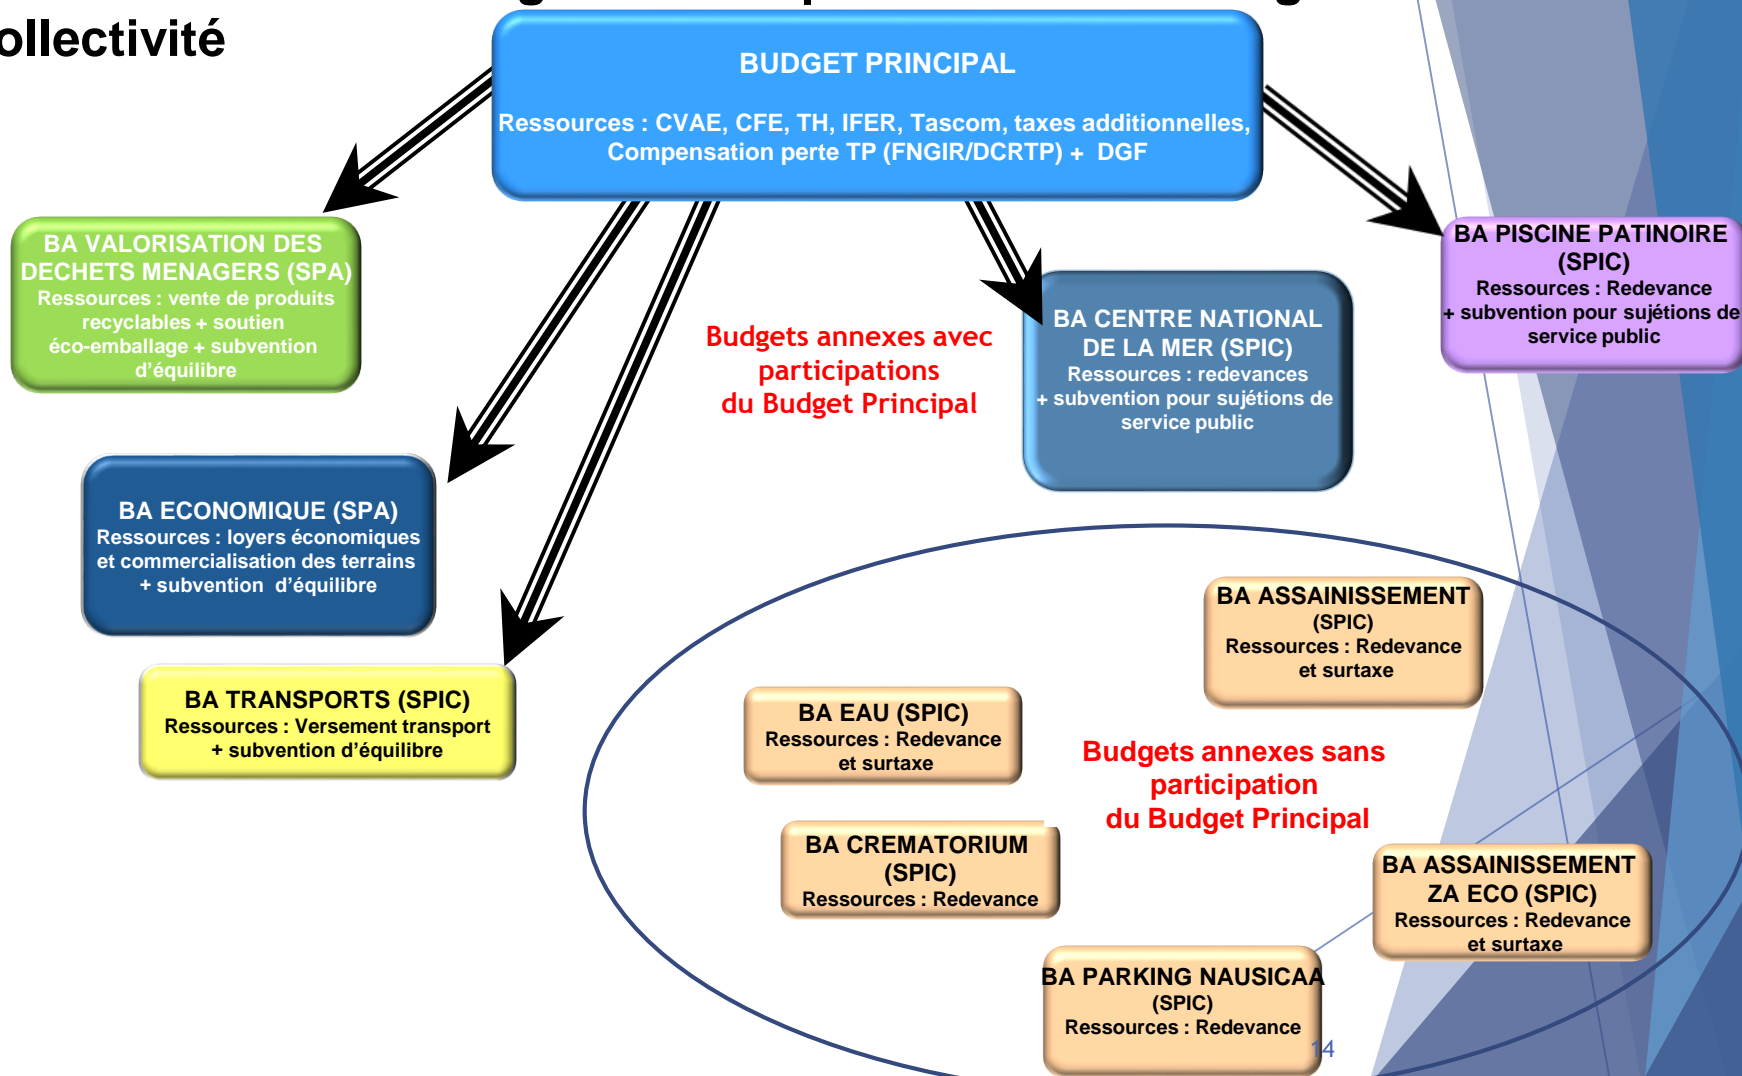 ollectivité
BUDGET PRINCIPAL
Ressources : CVAE, CFE, TH, IFER, Tascom, taxes additionnelles,
Compensation perte TP (FNGIR/DCRTP) + DGF
BA VALORISATION DES
DECHETS MENAGERS (SPA)
Ressources : vente de produits
recyclables + soutien
éco-emballage + subvention
d'équilibre
BA PISCINE PATINOIRE
(SPIC)
Ressources : Redevance
+ subvention pour sujétions de
service public
Budgets annexes avec
participations
du Budget Principal
BA CENTRE NATIONAL
DE LA MER (SPIC)
Ressources : redevances
+ subvention pour sujétions de
service public
BA ECONOMIQUE (SPA)
Ressources : loyers économiques
et commercialisation des terrains
+ subvention d'équilibre
BA TRANSPORTS (SPIC)
Ressources : Versement transport
+ subvention d'équilibre
BA ASSAINISSEMENT
(SPIC)
Ressources : Redevance
et surtaxe
BA EAU (SPIC)
Ressources : Redevance
et surtaxe
Budgets annexes sans
participation
du Budget Principal
BA CREMATORIUM
(SPIC)
Ressources : Redevance
BA ASSAINISSEMENT
ZA ECO (SPIC)
Ressources : Redevance
et surtaxe
BA PARKING NAUSICAA
(SPIC)
Ressources : Redevance
14